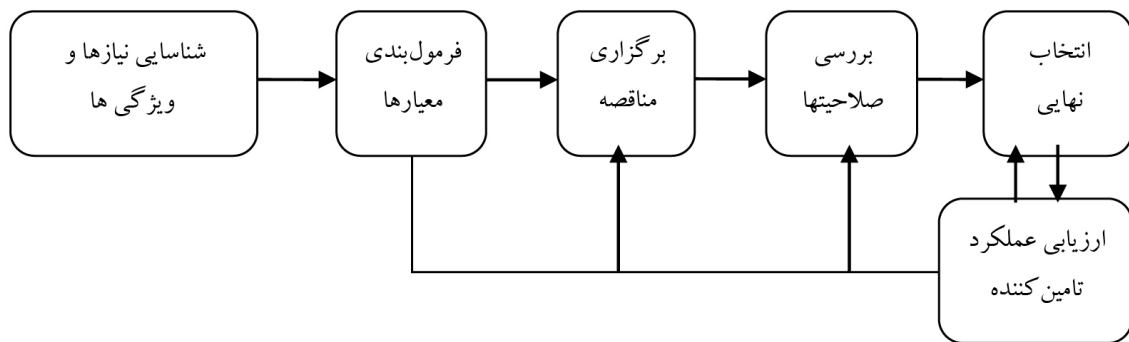 شناسایی نیازها و
ویژگی ها
فرمول‌بندی
معیارها
برگزاری
مناقصه
بررسی
صلاحیتها
انتخاب
نهایی
ارزیابی عملکرد
تامین‌کننده